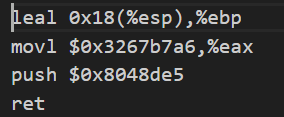 leal 0x18(%esp),%ebp
movl $0x3267b7a6,%eax
push $0x8048de5
ret